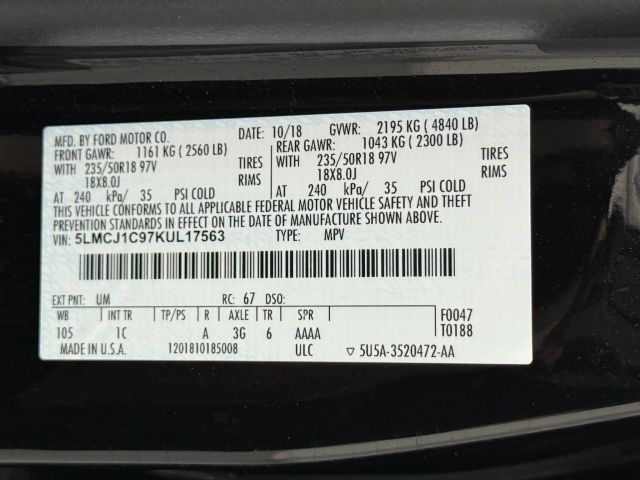 MFD. BY FORD MOTOR CO. 10/18 GVWR: 2195 KG ( 4840 LB)
FRONT GAWR: 1161 KG ( 2560 LB) REAR GAWR: 1043 KG ( 2300 LB)
WITH 235/50R18 97V TIRES WITH 235/50R18 97V TIRES
18X8.0J RIMS 18X8.0J RIMS
AT 240 kPa/ 35 PSI COLD AT 240 kPa/ 35 PSI COLD
THIS VEHICLE CONFORMS TO ALL APPLICABLE FEDERAL MOTOR VEHICLE SAFETY AND THEFT
PREVENTION STANDARDS IN EFFECT ON THE DATE OF MANUFACTURE SHOWN ABOVE.
VIN: 5LMCJ1C97KUL17563 TYPE: MPV
EXT PNT: UM RC: 67 DSO:
WB INT TR TP/PS R AXLE TR SPR F0047
105 1C A 3G 6 AAAA T0188
MADE IN U.S.A. 1201810185008 ULC ▽ 5U5A-3520472-AA